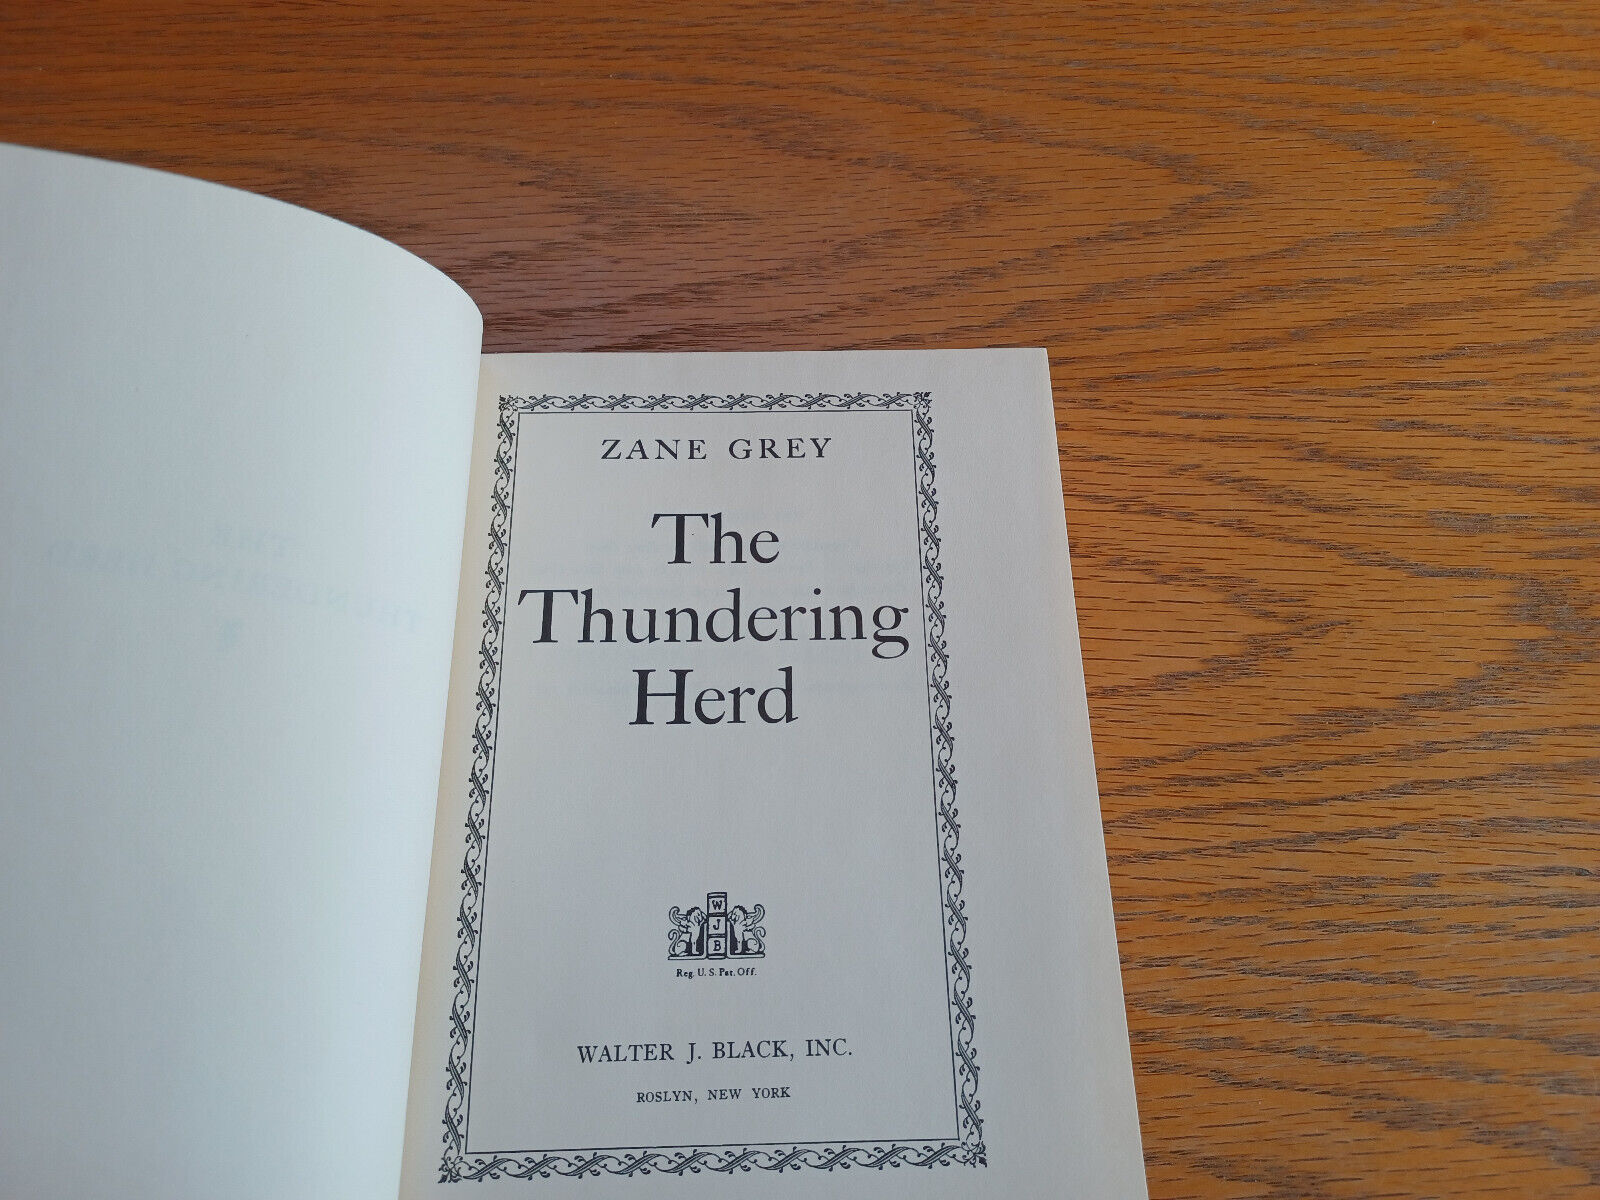 ZANE GREY
The
Thundering
Herd
W
J
B
Reg. U. S. Pat. Off.
WALTER J. BLACK, INC.
ROSLYN, NEW YORK